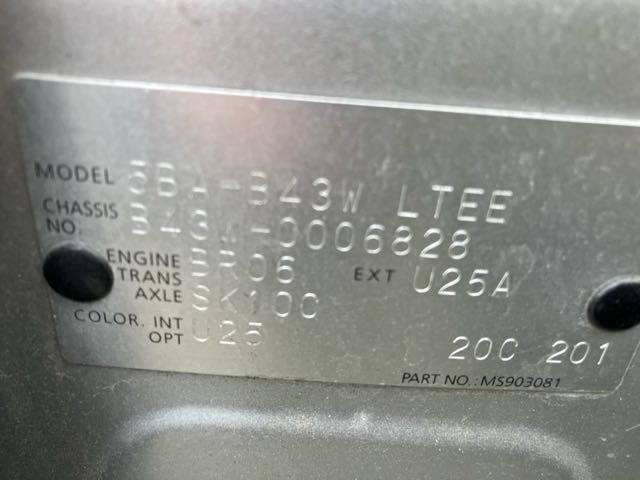 MODEL 5BA-B43W LTEE
CHASSIS NO. B43W-0006828
ENGINE BR06 EXT U25A
TRANS AXLE SK10C
COLOR. INT OPT U25
20C 201
PART NO.:MS903081